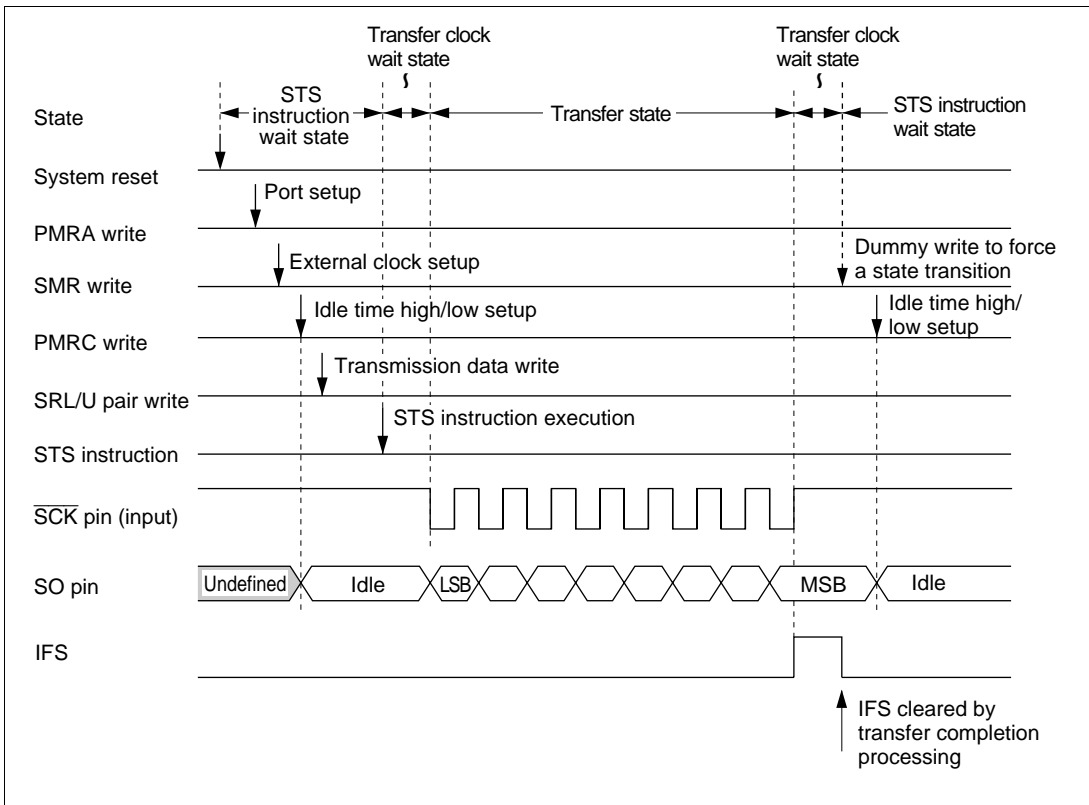 Transfer clock
wait state
Transfer clock
wait state
State
STS
instruction
wait state
Transfer state
STS instruction
wait state
System reset
Port setup
PMRA write
External clock setup
Dummy write to force
a state transition
SMR write
Idle time high/low setup
Idle time high/
low setup
PMRC write
Transmission data write
SRL/U pair write
STS instruction execution
STS instruction
SCK pin (input)
SO pin
Undefined
Idle
LSB
MSB
Idle
IFS
IFS cleared by
transfer completion
processing